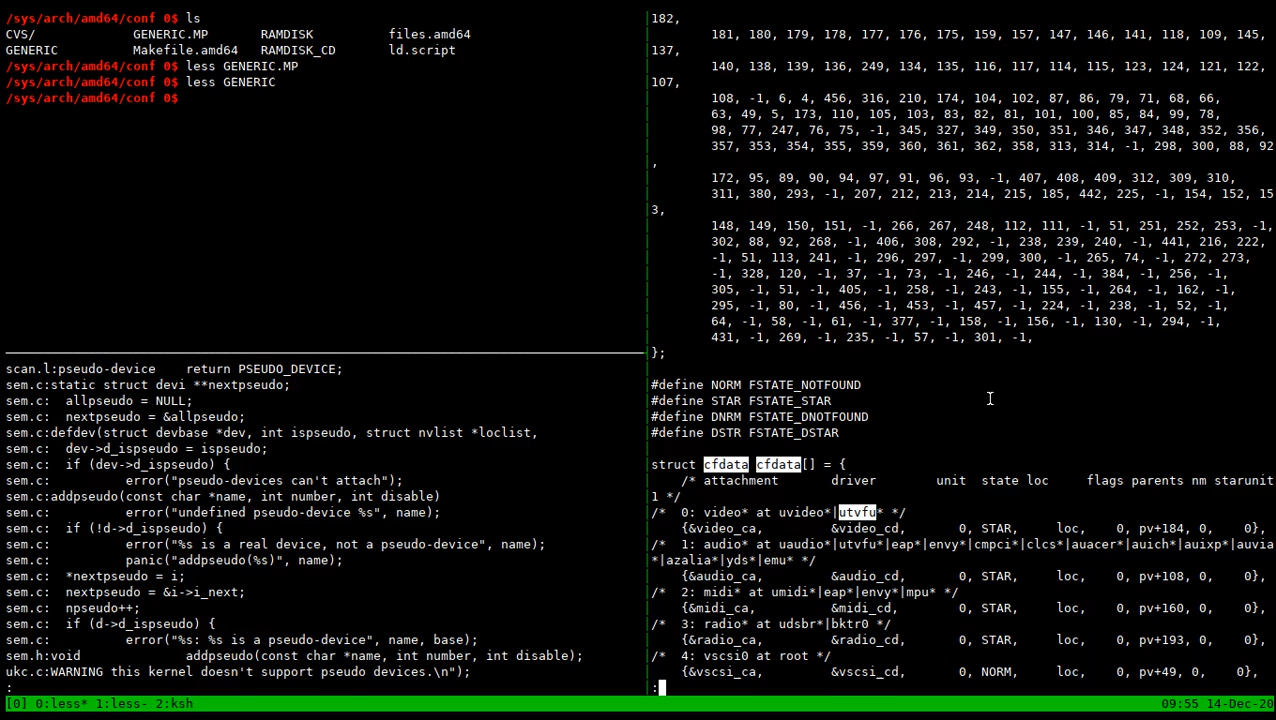 /sys/arch/amd64/conf 0$ ls
CVS/             GENERIC.MP       RAMDISK          files.amd64
GENERIC          Makefile.amd64   RAMDISK_CD       ld.script
/sys/arch/amd64/conf 0$ less GENERIC.MP
/sys/arch/amd64/conf 0$ less GENERIC
/sys/arch/amd64/conf 0$
scan.l:pseudo-device    return PSEUDO_DEVICE;
sem.c:static struct devi **nextpseudo;
sem.c:  allpseudo = NULL;
sem.c:  nextpseudo = &allpseudo;
sem.c:defdev(struct devbase *dev, int ispseudo, struct nvlist *loclist,
sem.c:  dev->d_ispseudo = ispseudo;
sem.c:  if (dev->d_ispseudo) {
sem.c:          error("pseudo-devices can't attach");
sem.c:addpseudo(const char *name, int number, int disable)
sem.c:          error("undefined pseudo-device %s", name);
sem.c:  if (!d->d_ispseudo) {
sem.c:          error("%s is a real device, not a pseudo-device", name);
sem.c:          panic("addpseudo(%s)", name);
sem.c:  *nextpseudo = i;
sem.c:  nextpseudo = &i->i_next;
sem.c:  npseudo++;
sem.c:  if (d->d_ispseudo) {
sem.c:          error("%s: %s is a pseudo-device", name, base);
sem.h:void             addpseudo(const char *name, int number, int disable);
ukc.c:WARNING this kernel doesn't support pseudo devices.\n");
:
182,
        181, 180, 179, 178, 177, 176, 175, 159, 157, 147, 146, 141, 118, 109, 145,
137,
        140, 138, 139, 136, 249, 134, 135, 116, 117, 114, 115, 123, 124, 121, 122,
107,
        108, -1, 6, 4, 456, 316, 210, 174, 104, 102, 87, 86, 79, 71, 68, 66,
        63, 49, 5, 173, 110, 105, 103, 83, 82, 81, 101, 100, 85, 84, 99, 78,
        98, 77, 247, 76, 75, -1, 345, 327, 349, 350, 351, 346, 347, 348, 352, 356,
        357, 353, 354, 355, 359, 360, 361, 362, 358, 313, 314, -1, 298, 300, 88, 92
,
        172, 95, 89, 90, 94, 97, 91, 96, 93, -1, 407, 408, 409, 312, 309, 310,
        311, 380, 293, -1, 207, 212, 213, 214, 215, 185, 442, 225, -1, 154, 152, 15
3,
        148, 149, 150, 151, -1, 266, 267, 248, 112, 111, -1, 51, 251, 252, 253, -1,
        302, 88, 92, 268, -1, 406, 308, 292, -1, 238, 239, 240, -1, 441, 216, 222,
        -1, 51, 113, 241, -1, 296, 297, -1, 299, 300, -1, 265, 74, -1, 272, 273,
        -1, 328, 120, -1, 37, -1, 73, -1, 246, -1, 244, -1, 384, -1, 256, -1,
        305, -1, 51, -1, 405, -1, 258, -1, 243, -1, 155, -1, 264, -1, 162, -1,
        295, -1, 80, -1, 456, -1, 453, -1, 457, -1, 224, -1, 238, -1, 52, -1,
        64, -1, 58, -1, 61, -1, 377, -1, 158, -1, 156, -1, 130, -1, 294, -1,
        431, -1, 269, -1, 235, -1, 57, -1, 301, -1,
};
#define NORM FSTATE_NOTFOUND
#define STAR FSTATE_STAR
#define DNRM FSTATE_DNOTFOUND
#define DSTR FSTATE_DSTAR
struct cfdata cfdata[] = {
    /* attachment       driver        unit  state loc     flags parents nm starunit
1 */
/*  0: video* at uvideo*|utvfu* */
    {&video_ca,         &video_cd,       0, STAR,     loc,    0, pv+184, 0,    0},
/*  1: audio* at uaudio*|utvfu*|eap*|envy*|cmpci*|clcs*|auacer*|auich*|auixp*|auvia
*|azalia*|yds*|emu* */
    {&audio_ca,         &audio_cd,       0, STAR,     loc,    0, pv+108, 0,    0},
/*  2: midi* at umidi*|eap*|envy*|mpu* */
    {&midi_ca,          &midi_cd,        0, STAR,     loc,    0, pv+160, 0,    0},
/*  3: radio* at udsbr*|bktr0 */
    {&radio_ca,         &radio_cd,       0, STAR,     loc,    0, pv+193, 0,    0},
/*  4: vscsi0 at root */
    {&vscsi_ca,         &vscsi_cd,       0, NORM,     loc,    0, pv+49, 0,    0},
:
[0] 0:less* 1:less- 2:ksh                                09:55 14-Dec-20